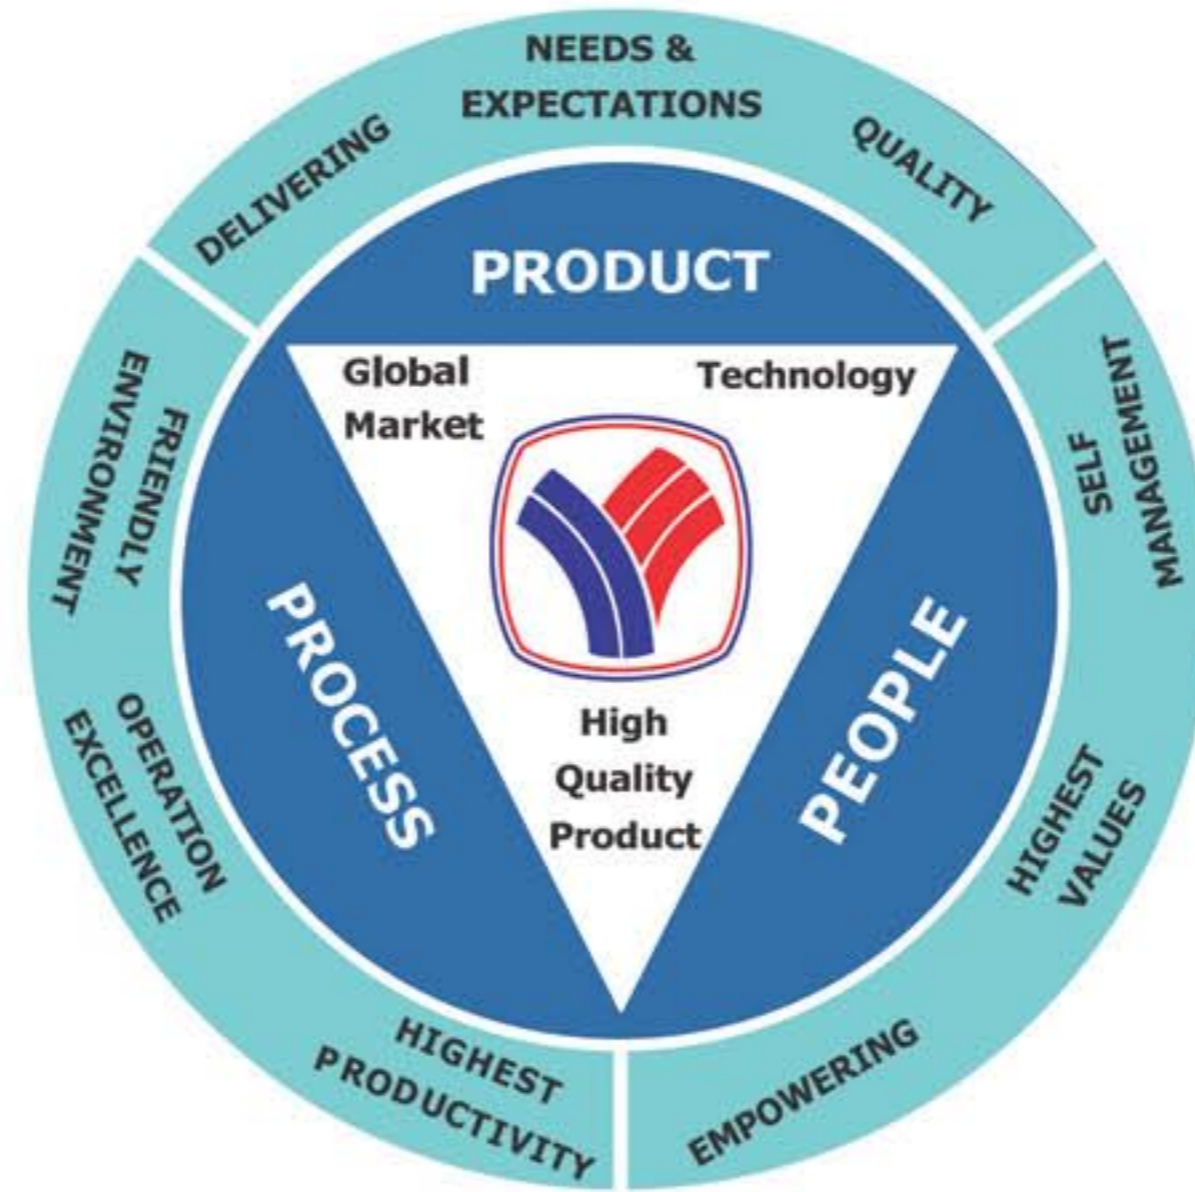 NEEDS &
EXPECTATIONS
DELIVERING
QUALITY
PRODUCT
Global
Market
Technology
FRIENDLY
ENVIRONMENT
SELF
MANAGEMENT
PROCESS
PEOPLE
High
Quality
Product
OPERATION
EXCELLENCE
HIGHEST
VALUES
HIGHEST
PRODUCTIVITY
EMPOWERING